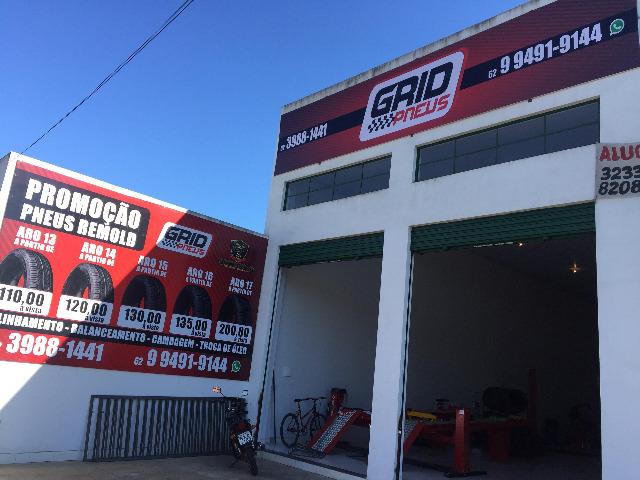 GRID
PNEUS
3988-1441
62 9 9491-9144
ALUG
3233
8208
PROMOÇÃO
PNEUS REMOLD
GRID
PNEUS
ARO 13
A PARTIR DE
ARO 14
A PARTIR DE
ARO 15
A PARTIR DE
ARO 16
A PARTIR DE
ARO 17
A PARTIR DE
110,00
à vista
120,00
à vista
130,00
à vista
135,00
à vista
200,00
à vista
LINHAMENTO - BALANCEAMENTO - CAMBAGEM - TROCA DE ÓLEO
3988-1441
62 9 9491-9144